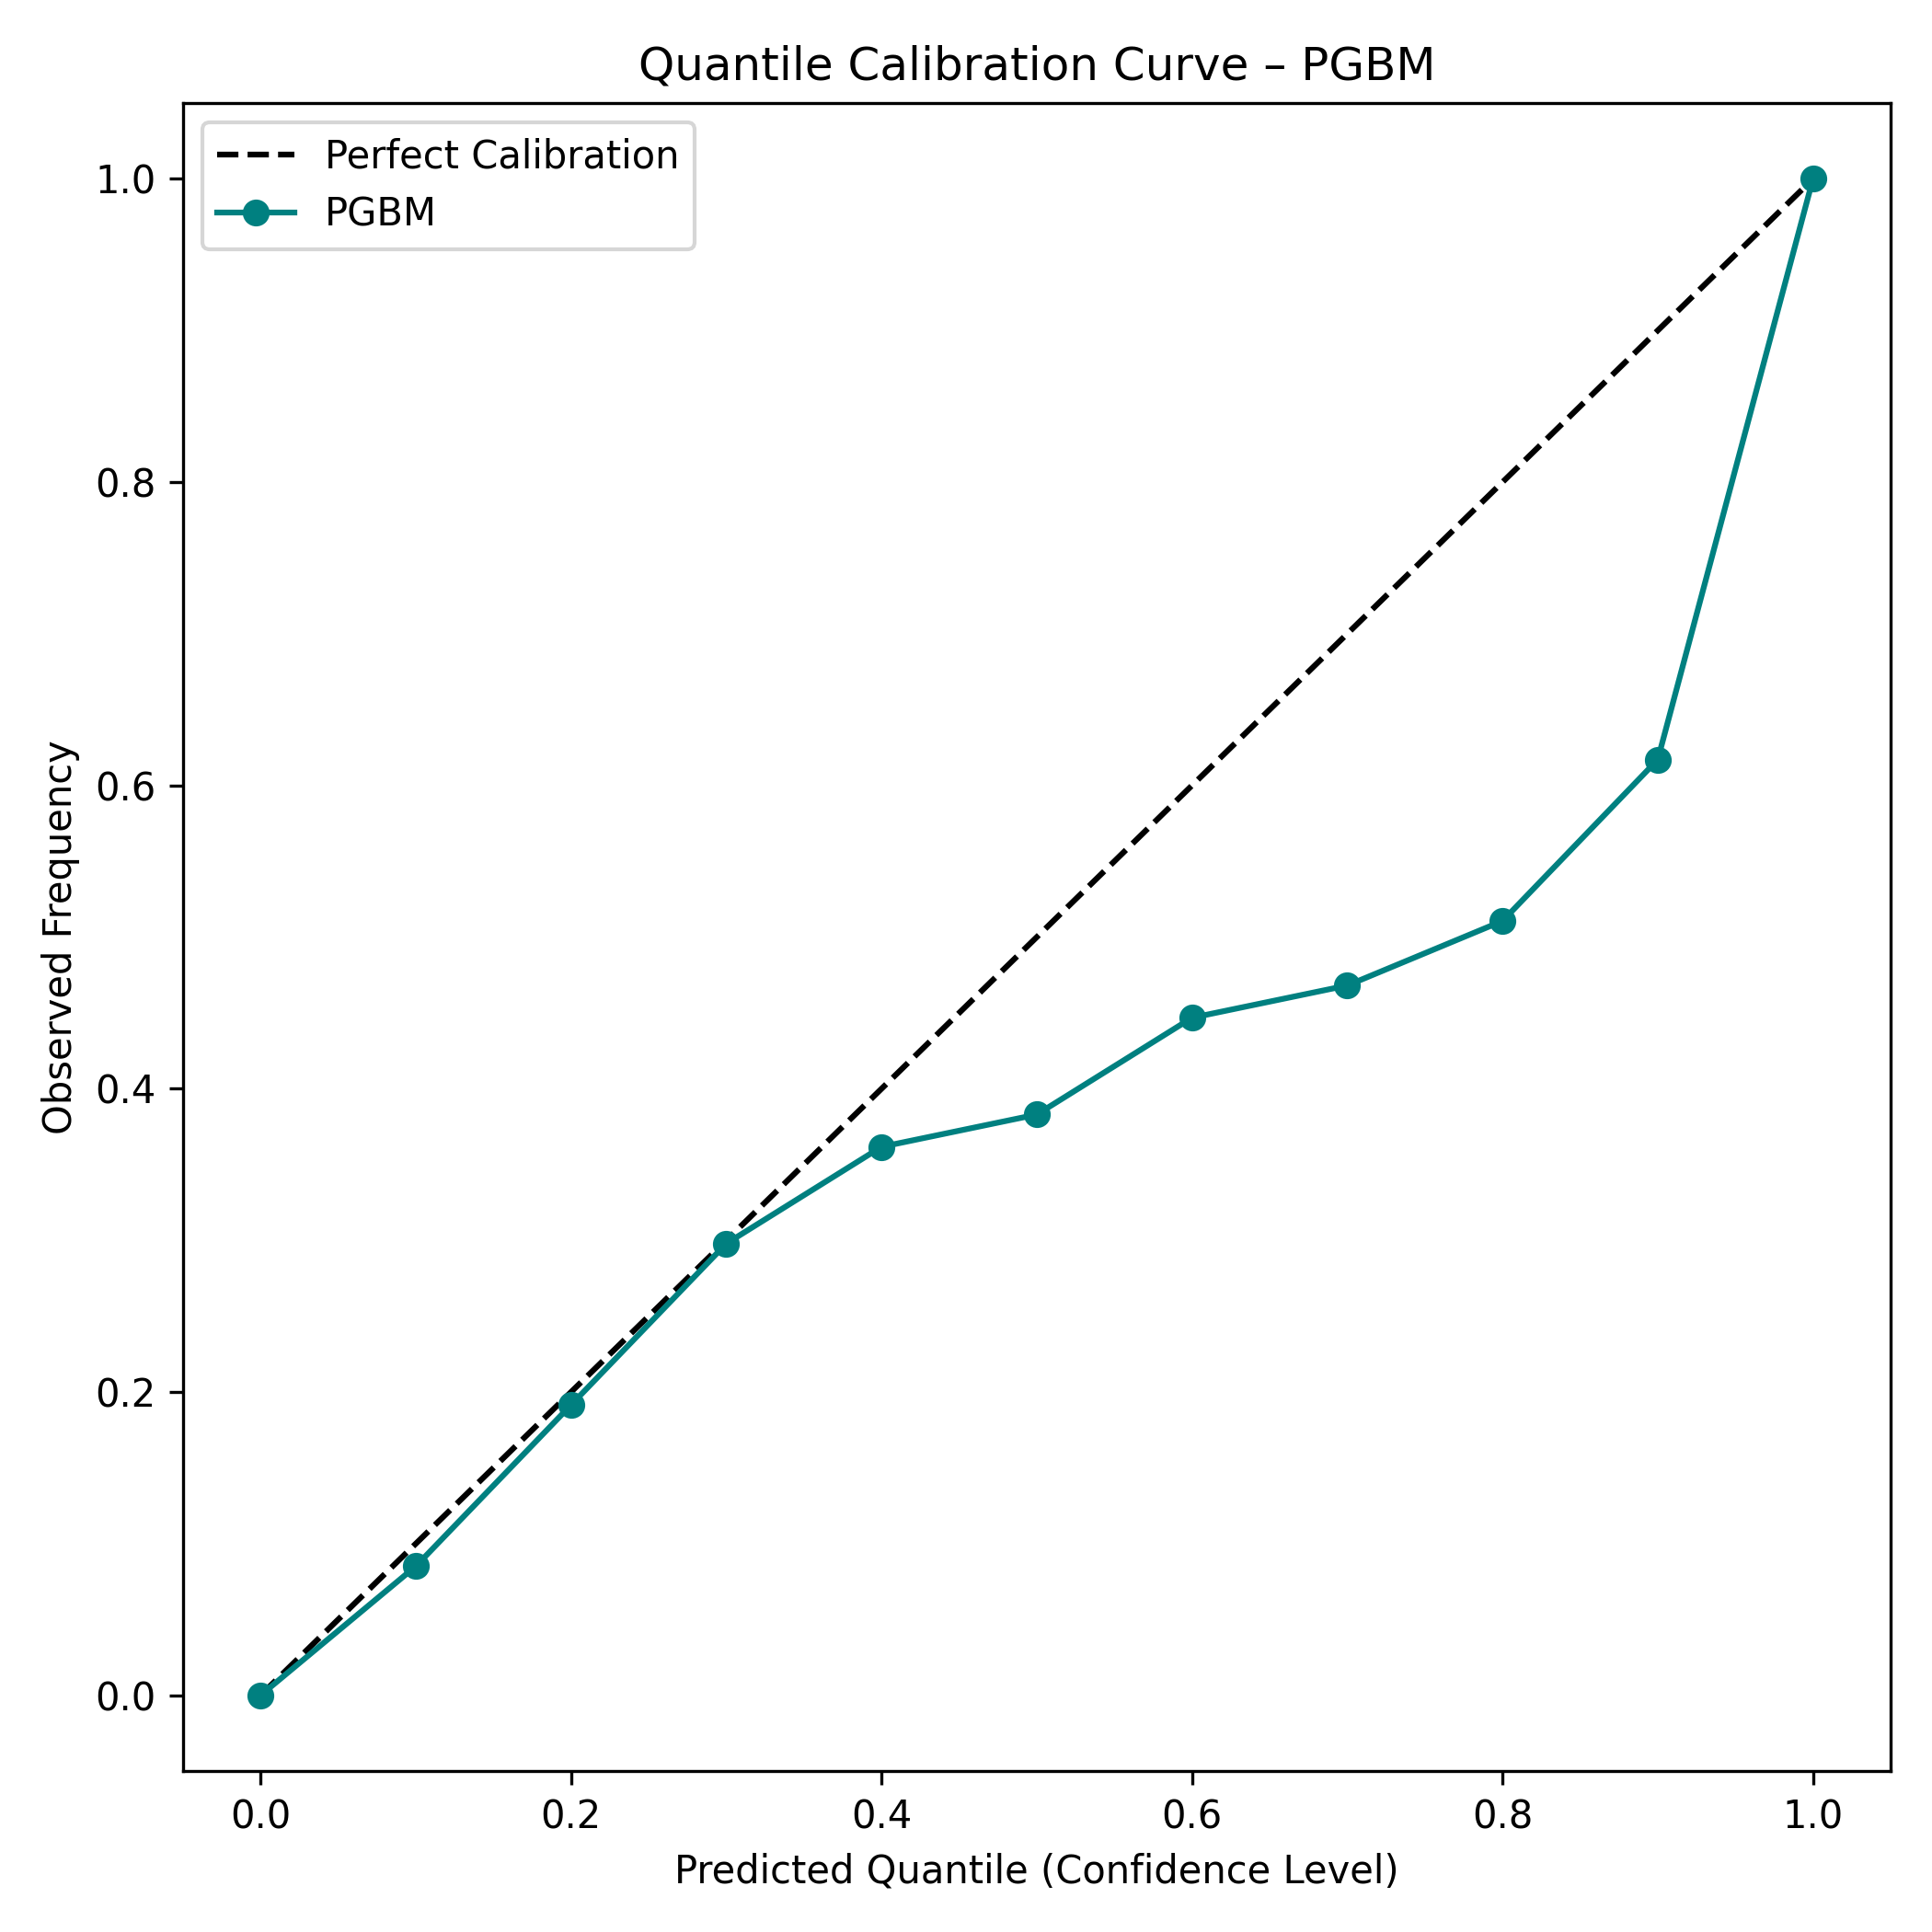 Quantile Calibration Curve – PGBM
Perfect Calibration
PGBM
1.0
0.8
0.6
0.4
0.2
0.0
Observed Frequency
0.0 0.2 0.4 0.6 0.8 1.0
Predicted Quantile (Confidence Level)